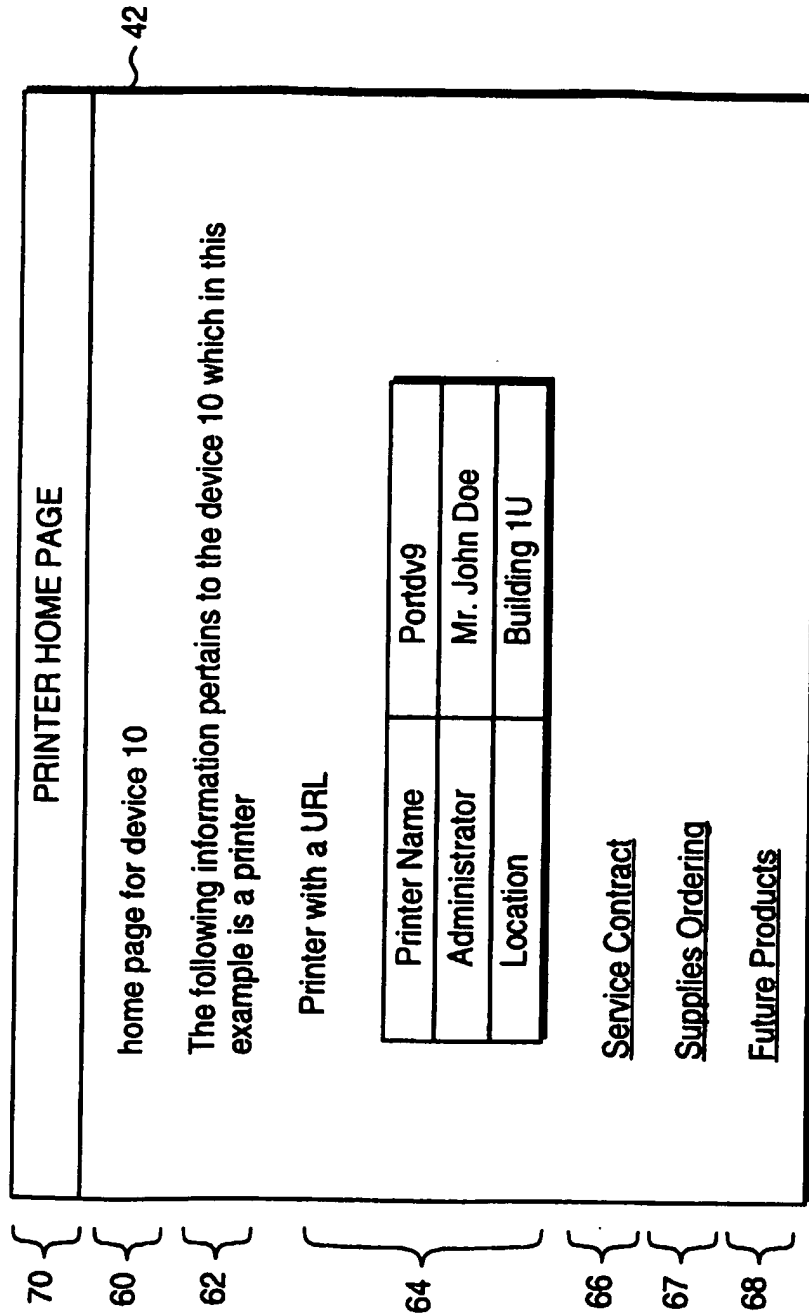 PRINTER HOME PAGE
42
home page for device 10
The following information pertains to the device 10 which in this
example is a printer
Printer with a URL
Printer Name Portdv9
Administrator Mr. John Doe
Location Building 1U
Service Contract
Supplies Ordering
Future Products
70
60
62
64
66
67
68